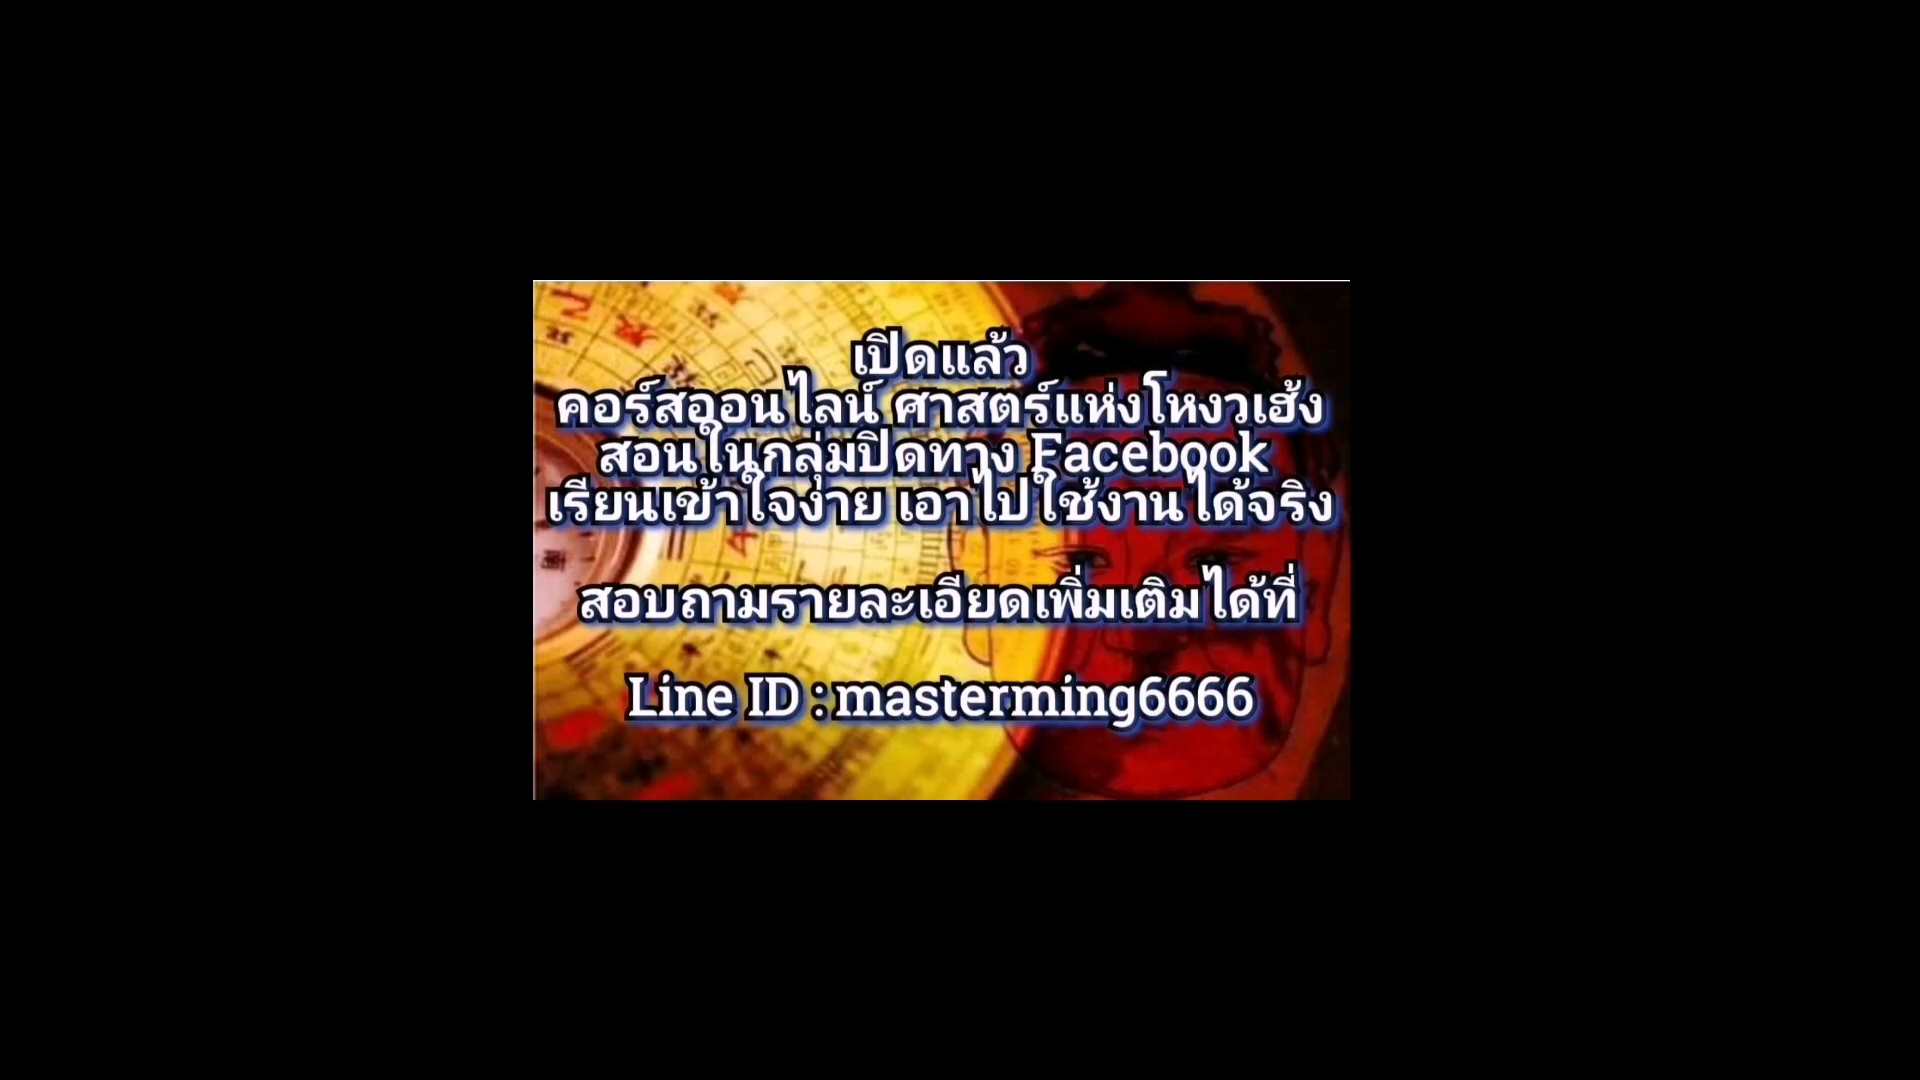 เปิดแล้ว
คอร์สออนไลน์ ศาสตร์แห่งโหงวเฮ้ง
สอนในกลุ่มปิดทาง Facebook
เรียนเข้าใจง่าย เอาไปใช้งานได้จริง
สอบถามรายละเอียดเพิ่มเติมได้ที่
Line ID : masterming6666